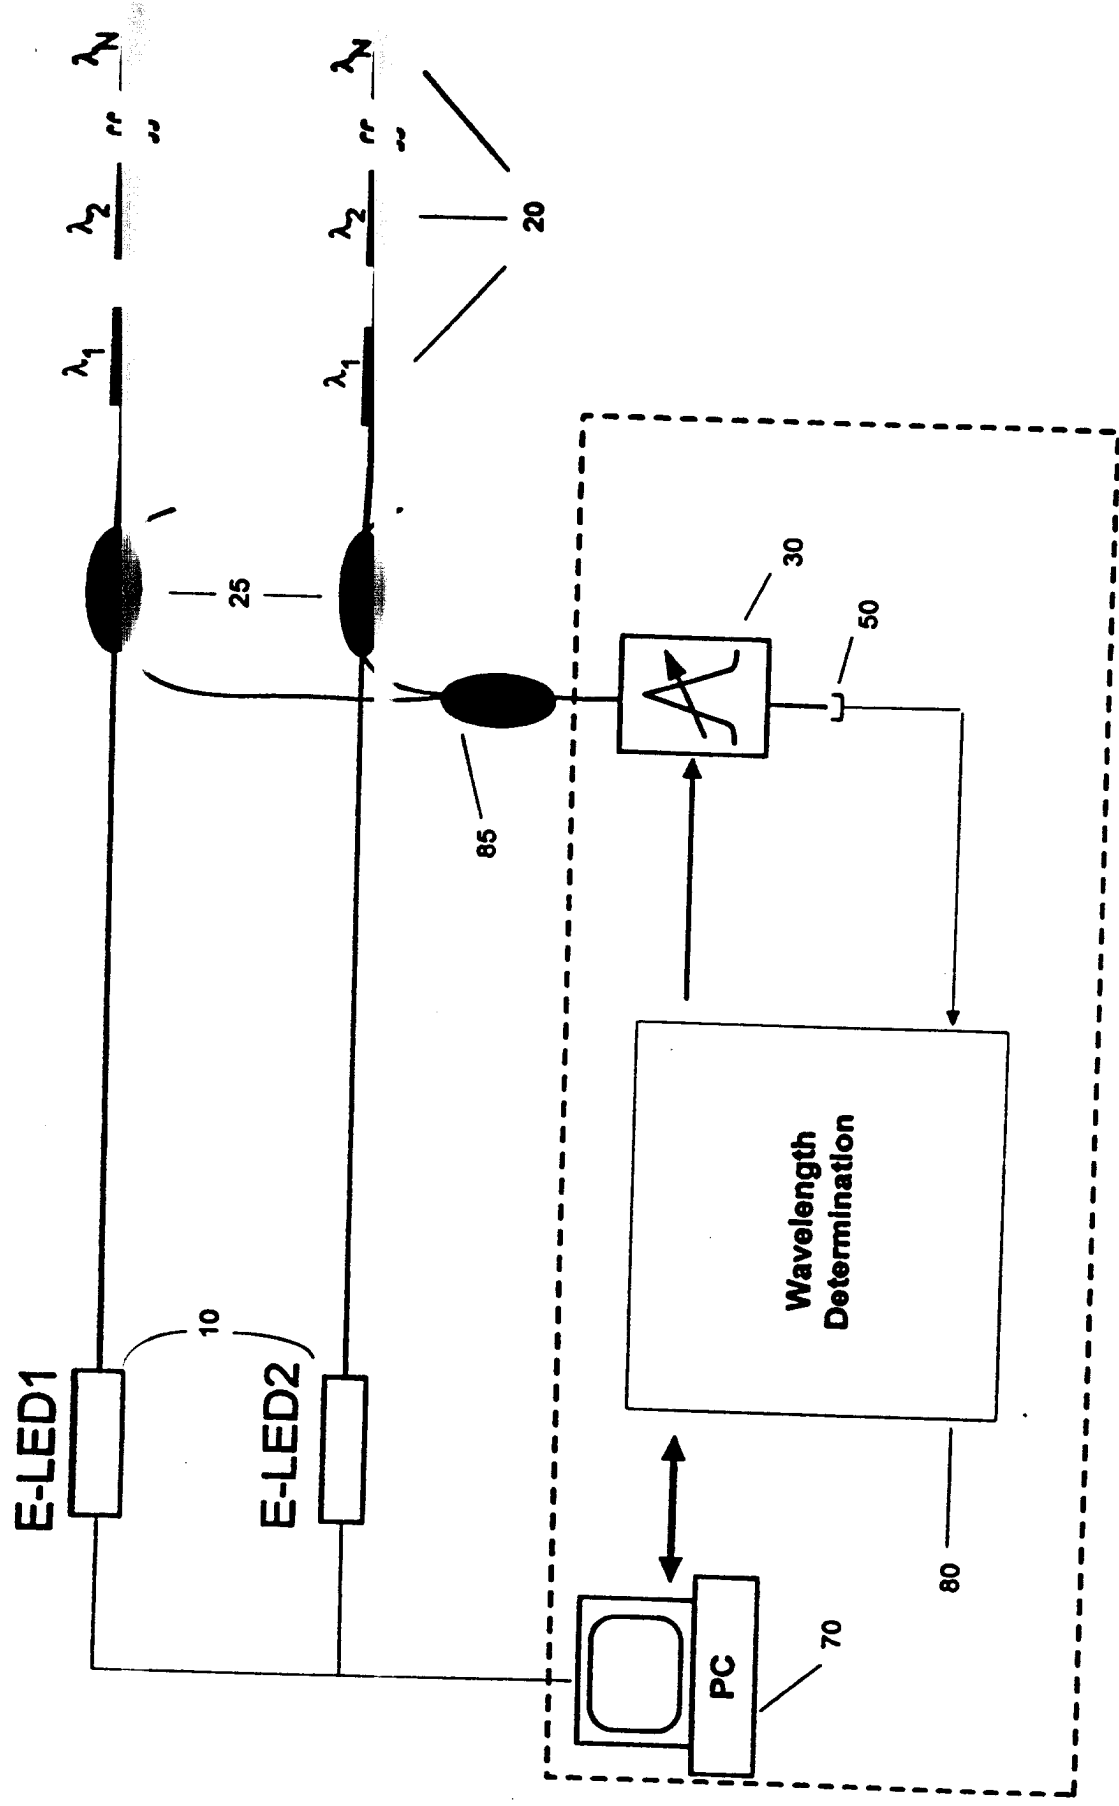 E-LED1
10
25
λ1
λ2
λN
E-LED2
λ1
λ2
λN
20
85
30
50
PC
70
Wavelength
Determination
80